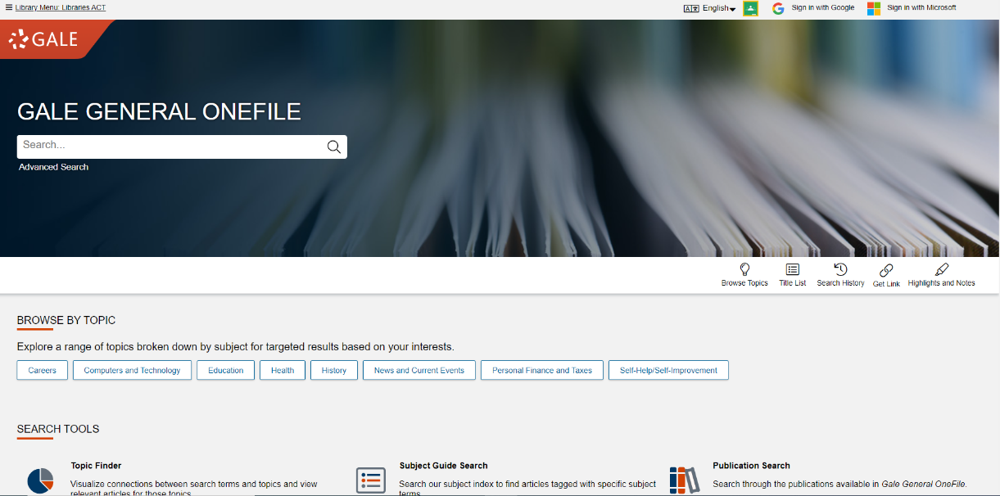 Library Menu: Libraries ACT
English
Sign in with Google
Sign in with Microsoft
GALE
GALE GENERAL ONEFILE
Search...
Advanced Search
Browse Topics
Title List
Search History
Get Link
Highlights and Notes
BROWSE BY TOPIC
Explore a range of topics broken down by subject for targeted results based on your interests.
Careers
Computers and Technology
Education
Health
History
News and Current Events
Personal Finance and Taxes
Self-Help/Self-Improvement
SEARCH TOOLS
Topic Finder
Visualize connections between search terms and topics and view
relevant articles for those topics.
Subject Guide Search
Search our subject index to find articles tagged with specific subject
terms.
Publication Search
Search through the publications available in Gale General OneFile.